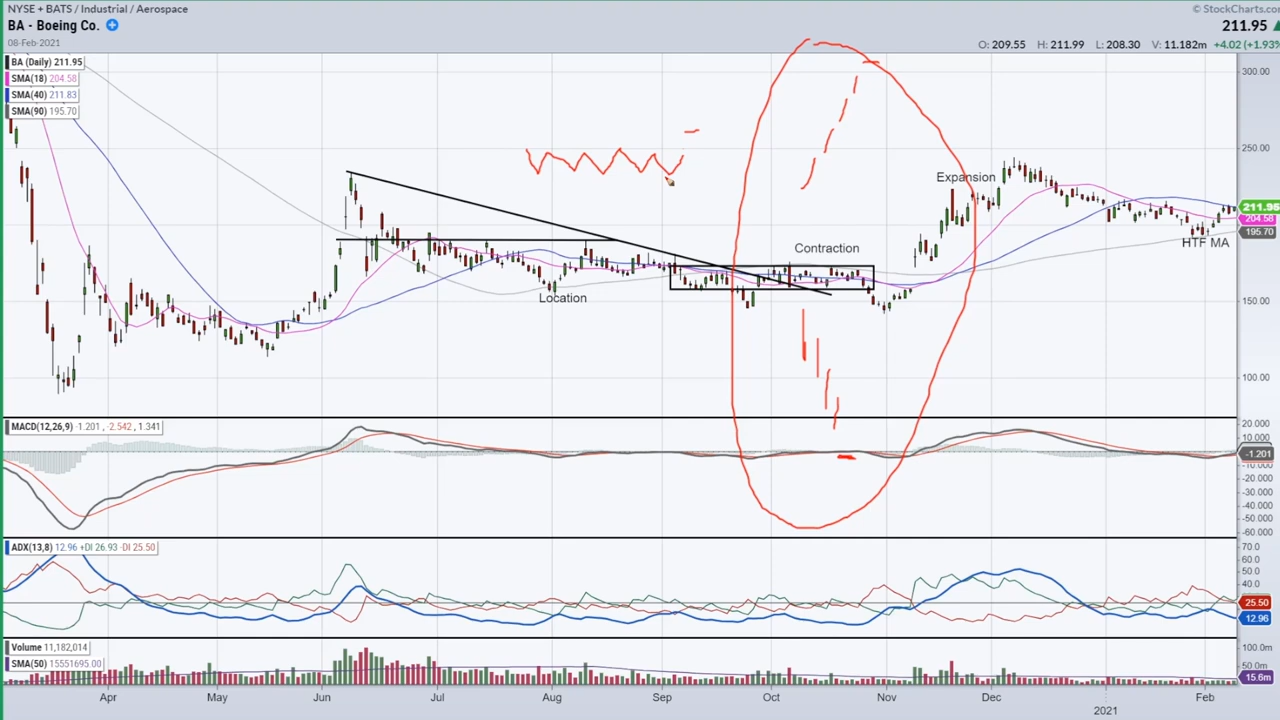 NYSE + BATS / Industrial / Aerospace
© StockCharts.com
BA - Boeing Co.
211.95
08-Feb-2021
O: 209.55 H: 211.99 L: 208.30 V: 11.182m +4.02 (+1.93%
BA (Daily) 211.95
SMA(18) 204.58
SMA(40) 211.83
SMA(90) 195.70
300.00
250.00
Expansion
211.95
204.58
195.70
HTF MA
Contraction
Location
150.00
100.00
MACD(12,26,9) -1.201, -2.542, 1.341
20.000
10.000
-1.201
-10.000
-20.000
-30.000
-40.000
-50.000
-60.000
ADX(13,8) 12.96 +DI 26.93 -DI 25.50
70.0
60.0
50.0
40.0
25.50
12.96
Volume 11,182,014
SMA(50) 15551695.00
100.0m
50.0m
15.6m
Apr May Jun Jul Aug Sep Oct Nov Dec 2021 Feb